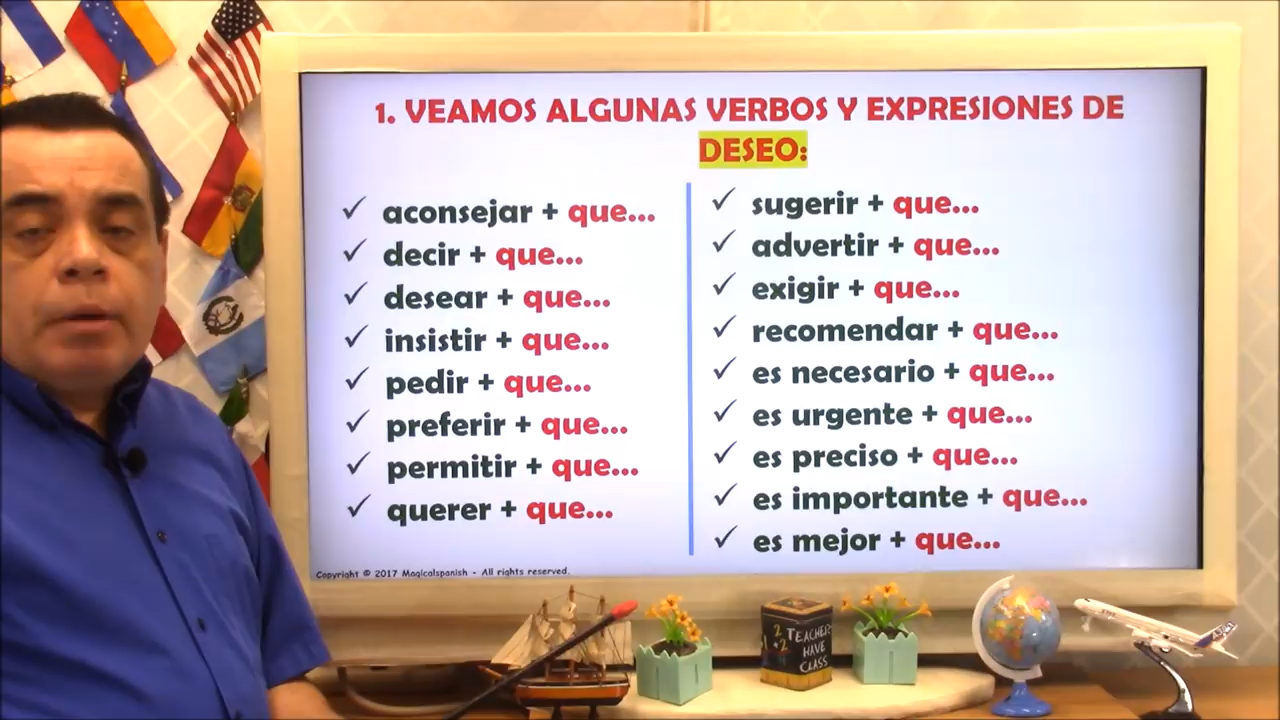 1. VEAMOS ALGUNAS VERBOS Y EXPRESIONES DE
DESEO:
✓ aconsejar + que...
✓ decir + que...
✓ desear + que...
✓ insistir + que...
✓ pedir + que...
✓ preferir + que...
✓ permitir + que...
✓ querer + que...
✓ sugerir + que...
✓ advertir + que...
✓ exigir + que...
✓ recomendar + que...
✓ es necesario + que...
✓ es urgente + que...
✓ es preciso + que...
✓ es importante + que...
✓ es mejor + que...
Copyright © 2017 Magicalspanish - All rights reserved.
TEACHERS
HAVE
CLASS